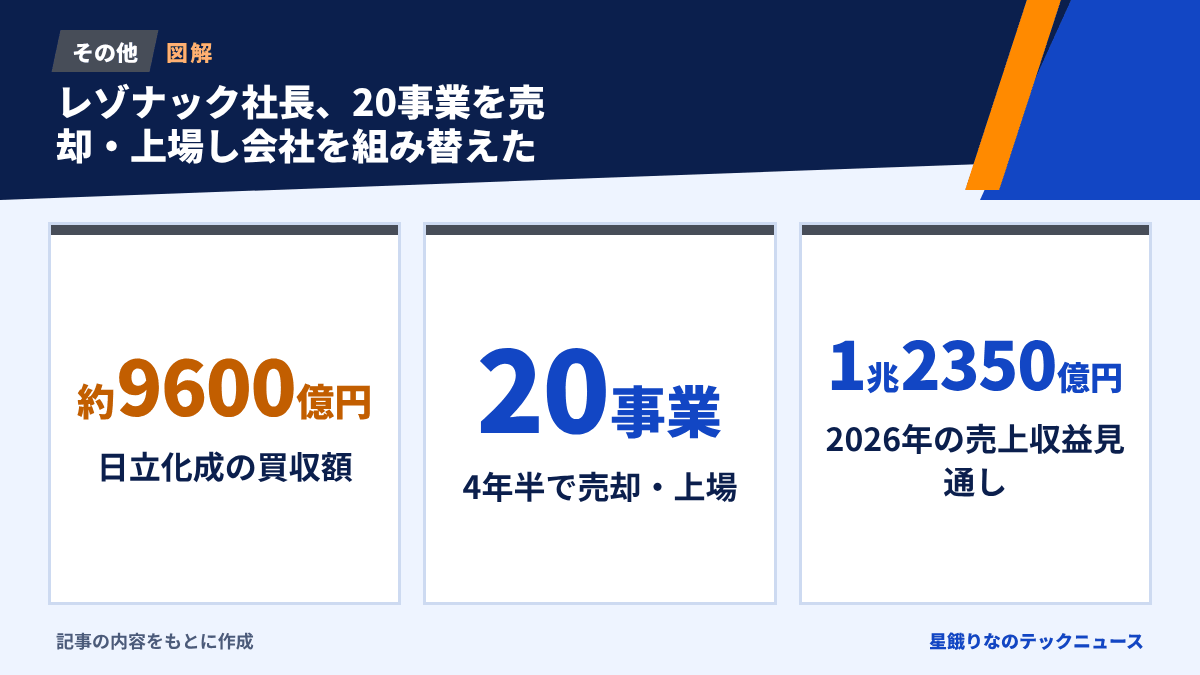 その他 図解
レゾナック社長、20事業を売
却・上場し会社を組み替えた
約9600億円
日立化成の買収額
20事業
4年半で売却・上場
1兆2350億円
2026年の売上収益見
通し
記事の内容をもとに作成
星餓りなのテックニュース